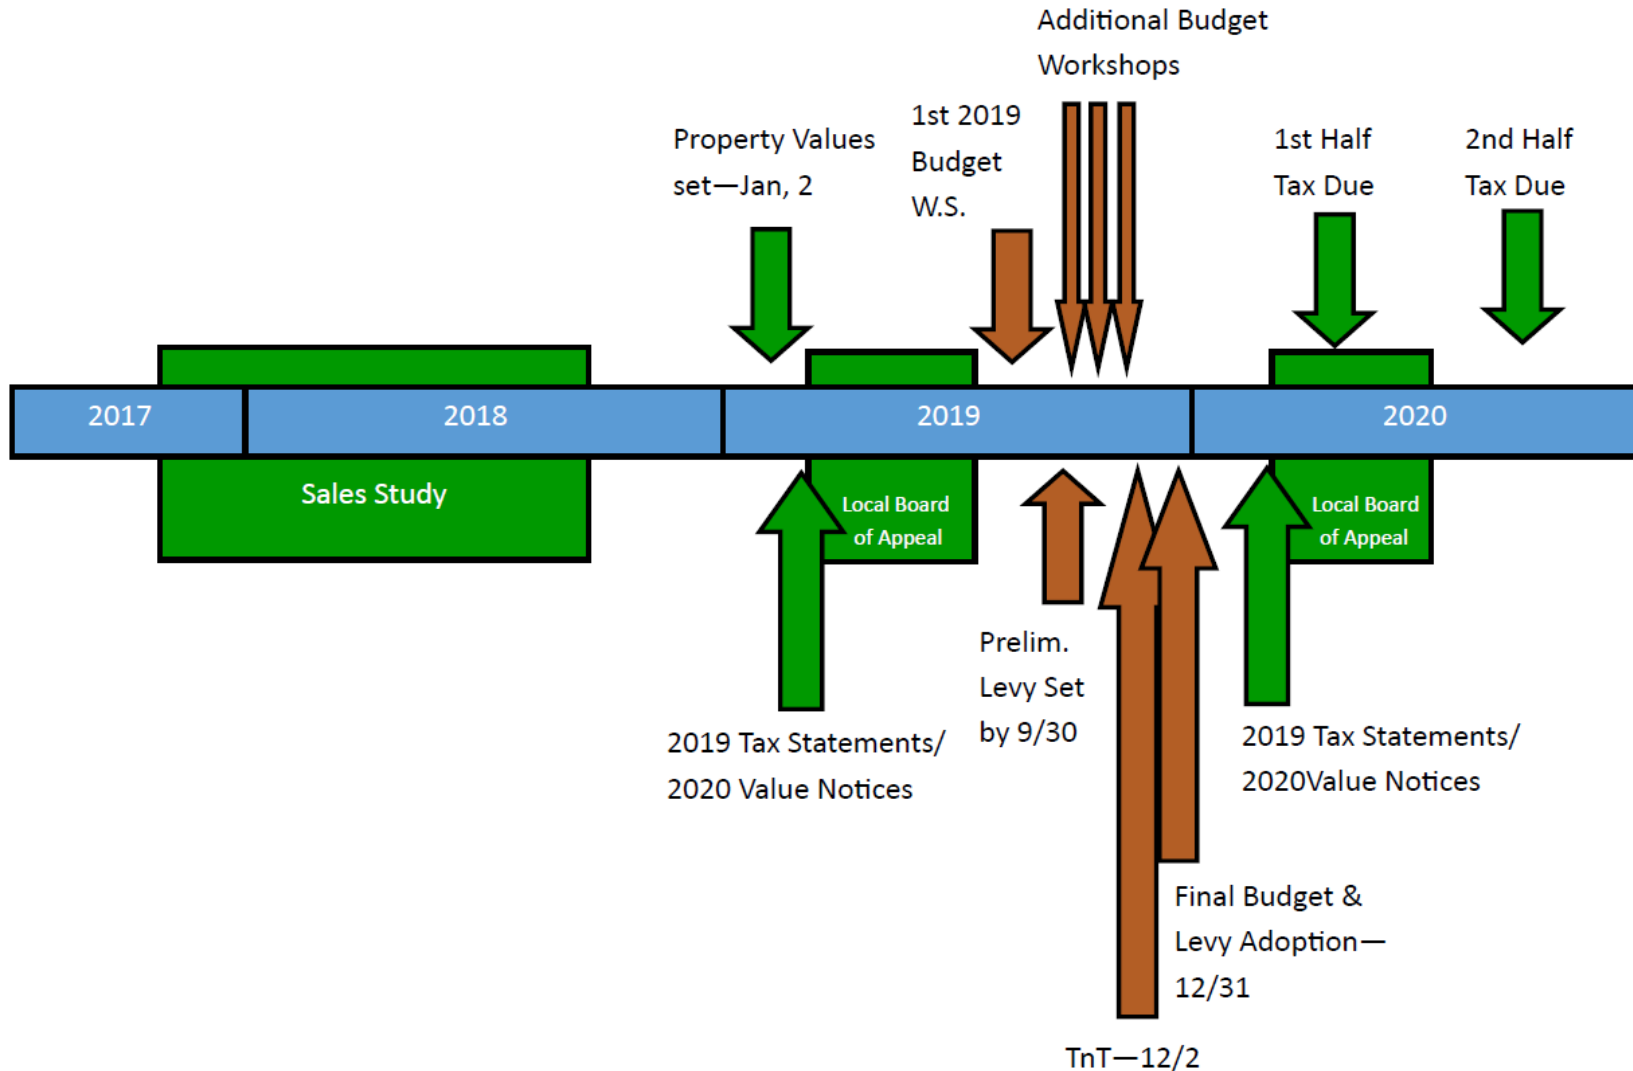 Additional Budget
Workshops
1st 2019
Budget
W.S.
Property Values
set—Jan, 2
1st Half
Tax Due
2nd Half
Tax Due
2017
2018
2019
2020
Sales Study
Local Board
of Appeal
Local Board
of Appeal
Prelim.
Levy Set
by 9/30
2019 Tax Statements/
2020 Value Notices
2019 Tax Statements/
2020Value Notices
Final Budget &
Levy Adoption—
12/31
TnT—12/2